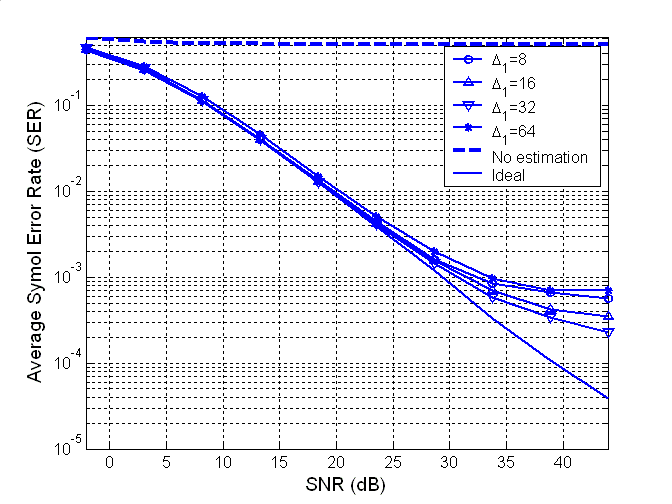 Δ1=8
Δ1=16
Δ1=32
Δ1=64
No estimation
Ideal
Average Symol Error Rate (SER)
10-1
10-2
10-3
10-4
10-5
0 5 10 15 20 25 30 35 40
SNR (dB)